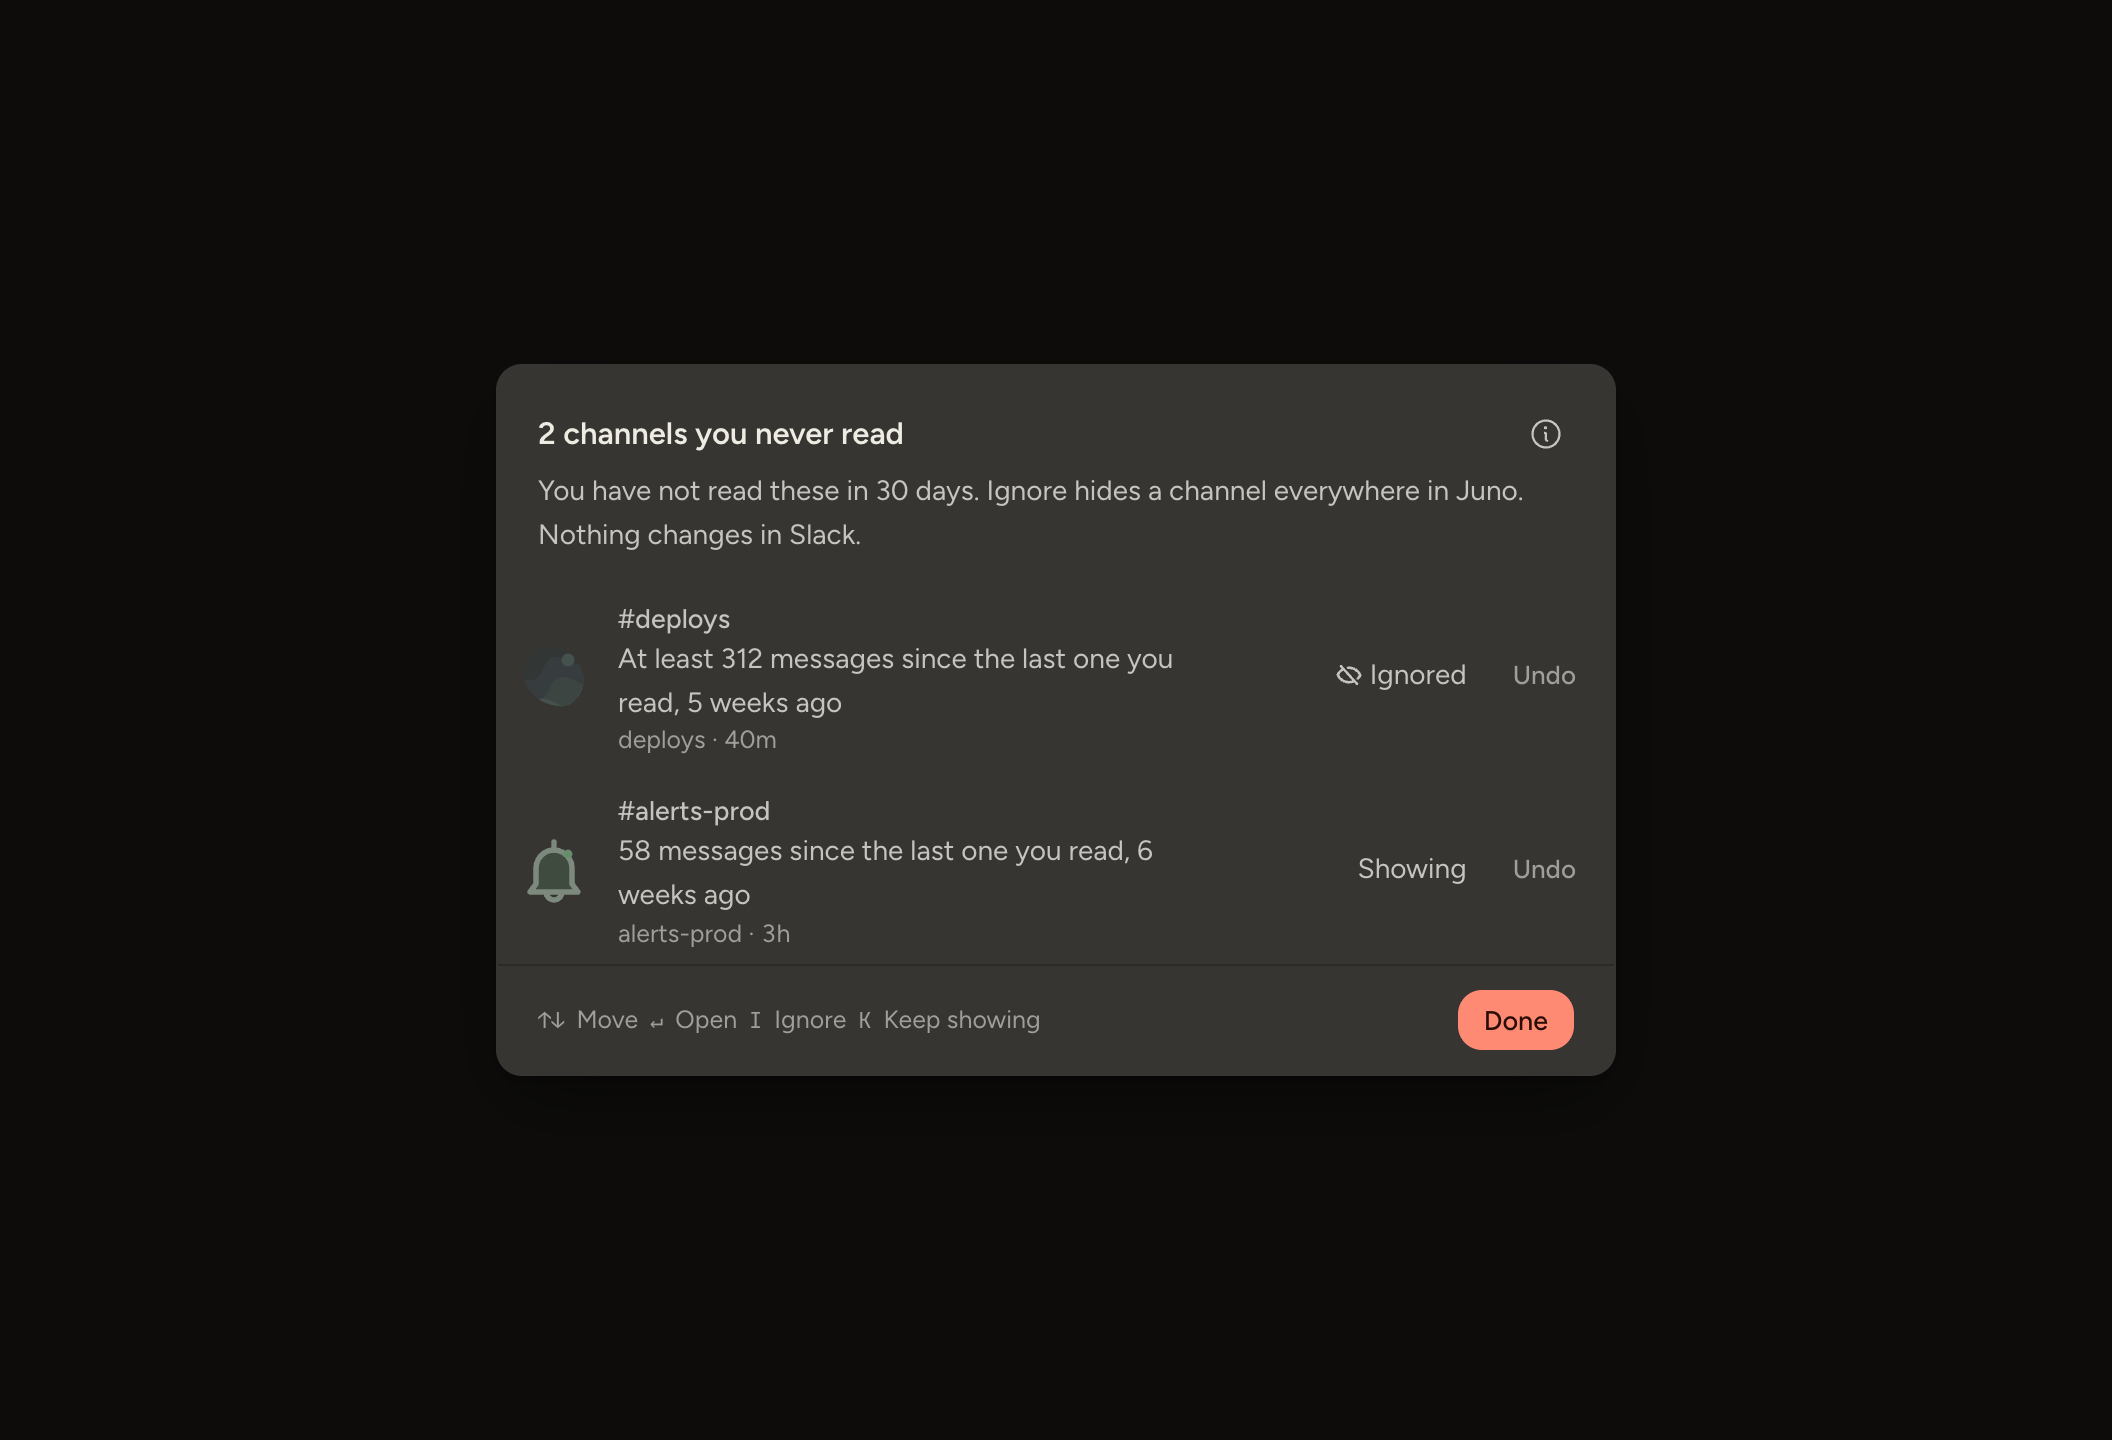 2 channels you never read
You have not read these in 30 days. Ignore hides a channel everywhere in Juno.
Nothing changes in Slack.
#deploys
At least 312 messages since the last one you
read, 5 weeks ago
deploys · 40m
Ignored Undo
#alerts-prod
58 messages since the last one you read, 6
weeks ago
alerts-prod · 3h
Showing Undo
↑↓ Move ↵ Open I Ignore K Keep showing
Done